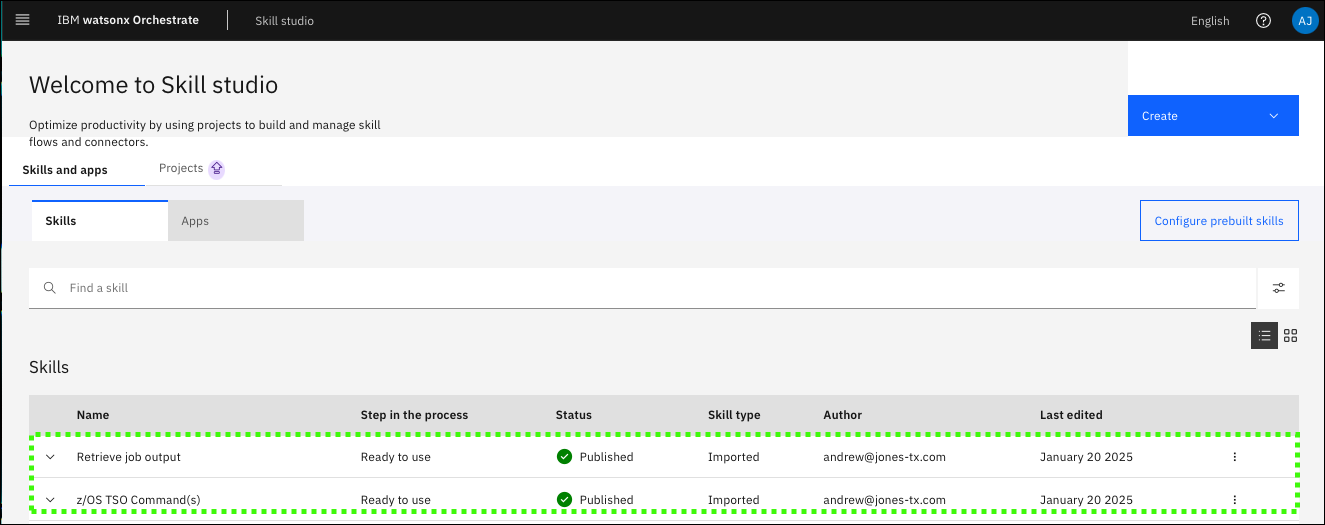 IBM watsonx Orchestrate Skill studio English AJ
Welcome to Skill studio
Optimize productivity by using projects to build and manage skill
flows and connectors.
Create
Skills and apps Projects
Skills Apps Configure prebuilt skills
Find a skill
Skills
Name Step in the process Status Skill type Author Last edited
Retrieve job output Ready to use Published Imported andrew@jones-tx.com January 20 2025
z/OS TSO Command(s) Ready to use Published Imported andrew@jones-tx.com January 20 2025